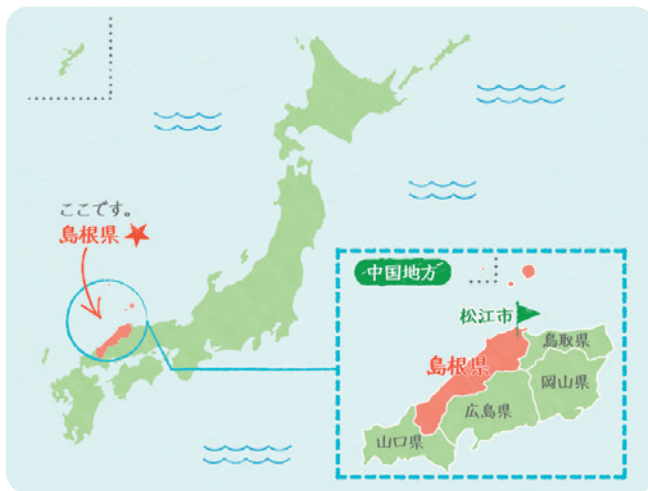 ここです。
島根県
中国地方
松江市
島根県
鳥取県
岡山県
広島県
山口県